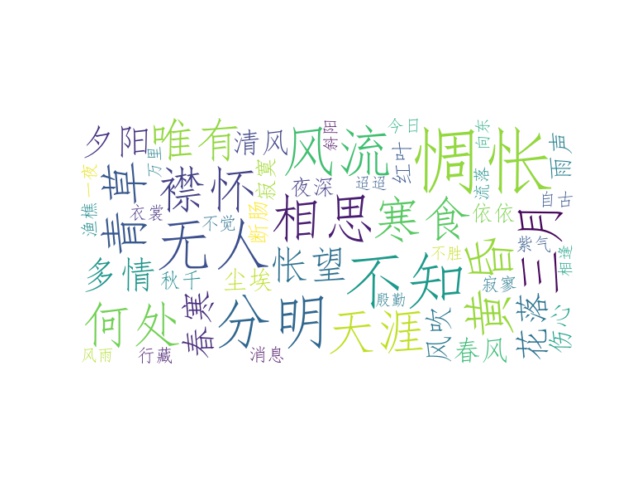 夕阳
唯有
清风
风流
斜阳
今日
惆怅
向东
雨声
万里
一夜
青草
襟怀
寂寞
夜深
迢迢
红叶
流落
自古
渔樵
衣裳
不觉
断肠
相思
寒食
依依
三月
无人
不胜
紫气
相逢
多情
秋千
尘埃
怅望
不知
黄昏
寂寥
何处
春寒
分明
殷勤
天涯
风吹
花落
伤心
风雨
行藏
消息
春风